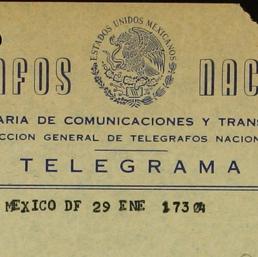 ESTADOS UNIDOS MEXICANOS
AFOS NAC
ARIA DE COMUNICACIONES Y TRANS
CCION GENERAL DE TELEGRAFOS NACION
TELEGRAMA
MEXICO DF 29 ENE